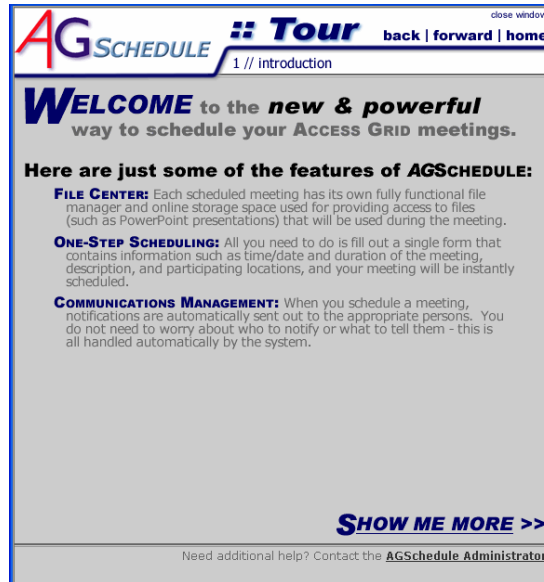 close window
AGSCHEDULE :: Tour back | forward | home
1 // introduction
WELCOME to the new & powerful
way to schedule your ACCESS GRID meetings.
Here are just some of the features of AGSCHEDULE:
FILE CENTER: Each scheduled meeting has its own fully functional file
manager and online storage space used for providing access to files
(such as PowerPoint presentations) that will be used during the meeting.
ONE-STEP SCHEDULING: All you need to do is fill out a single form that
contains information such as time/date and duration of the meeting,
description, and participating locations, and your meeting will be instantly
scheduled.
COMMUNICATIONS MANAGEMENT: When you schedule a meeting,
notifications are automatically sent out to the appropriate persons. You
do not need to worry about who to notify or what to tell them - this is
all handled automatically by the system.
SHOW ME MORE >>
Need additional help? Contact the AGSchedule Administrator